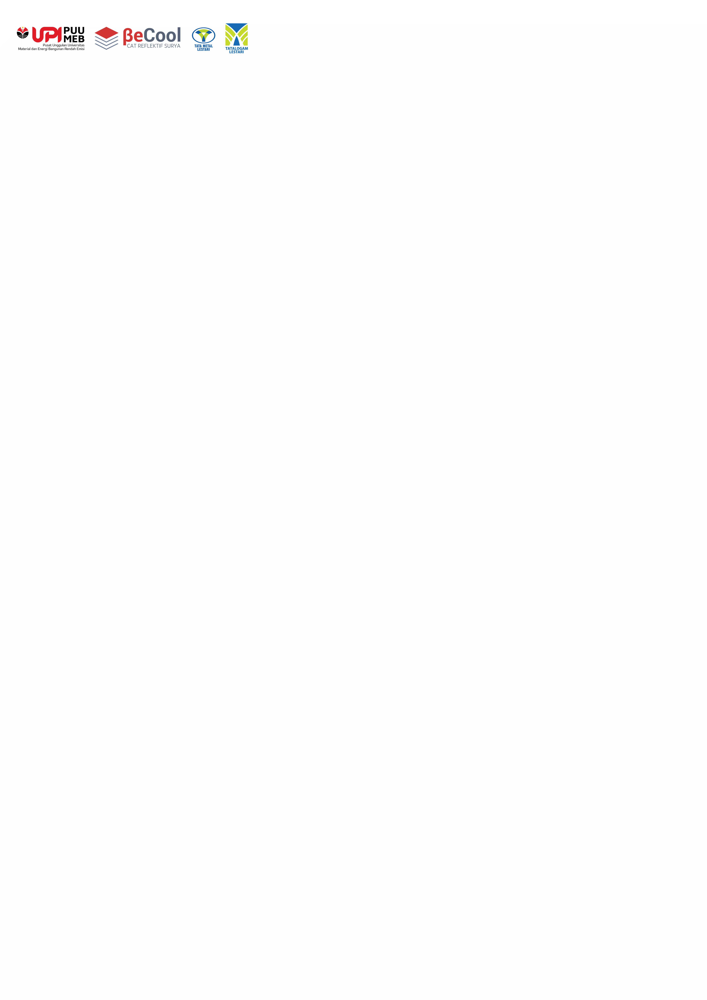 UPI PUU
MEB
Pusat Unggulan Universitas
Material dan Energi Bangunan Rendah Emisi
βeCool
CAT REFLEKTIF SURYA
TATA METAL
LESTARI
TATALOGAM
LESTARI